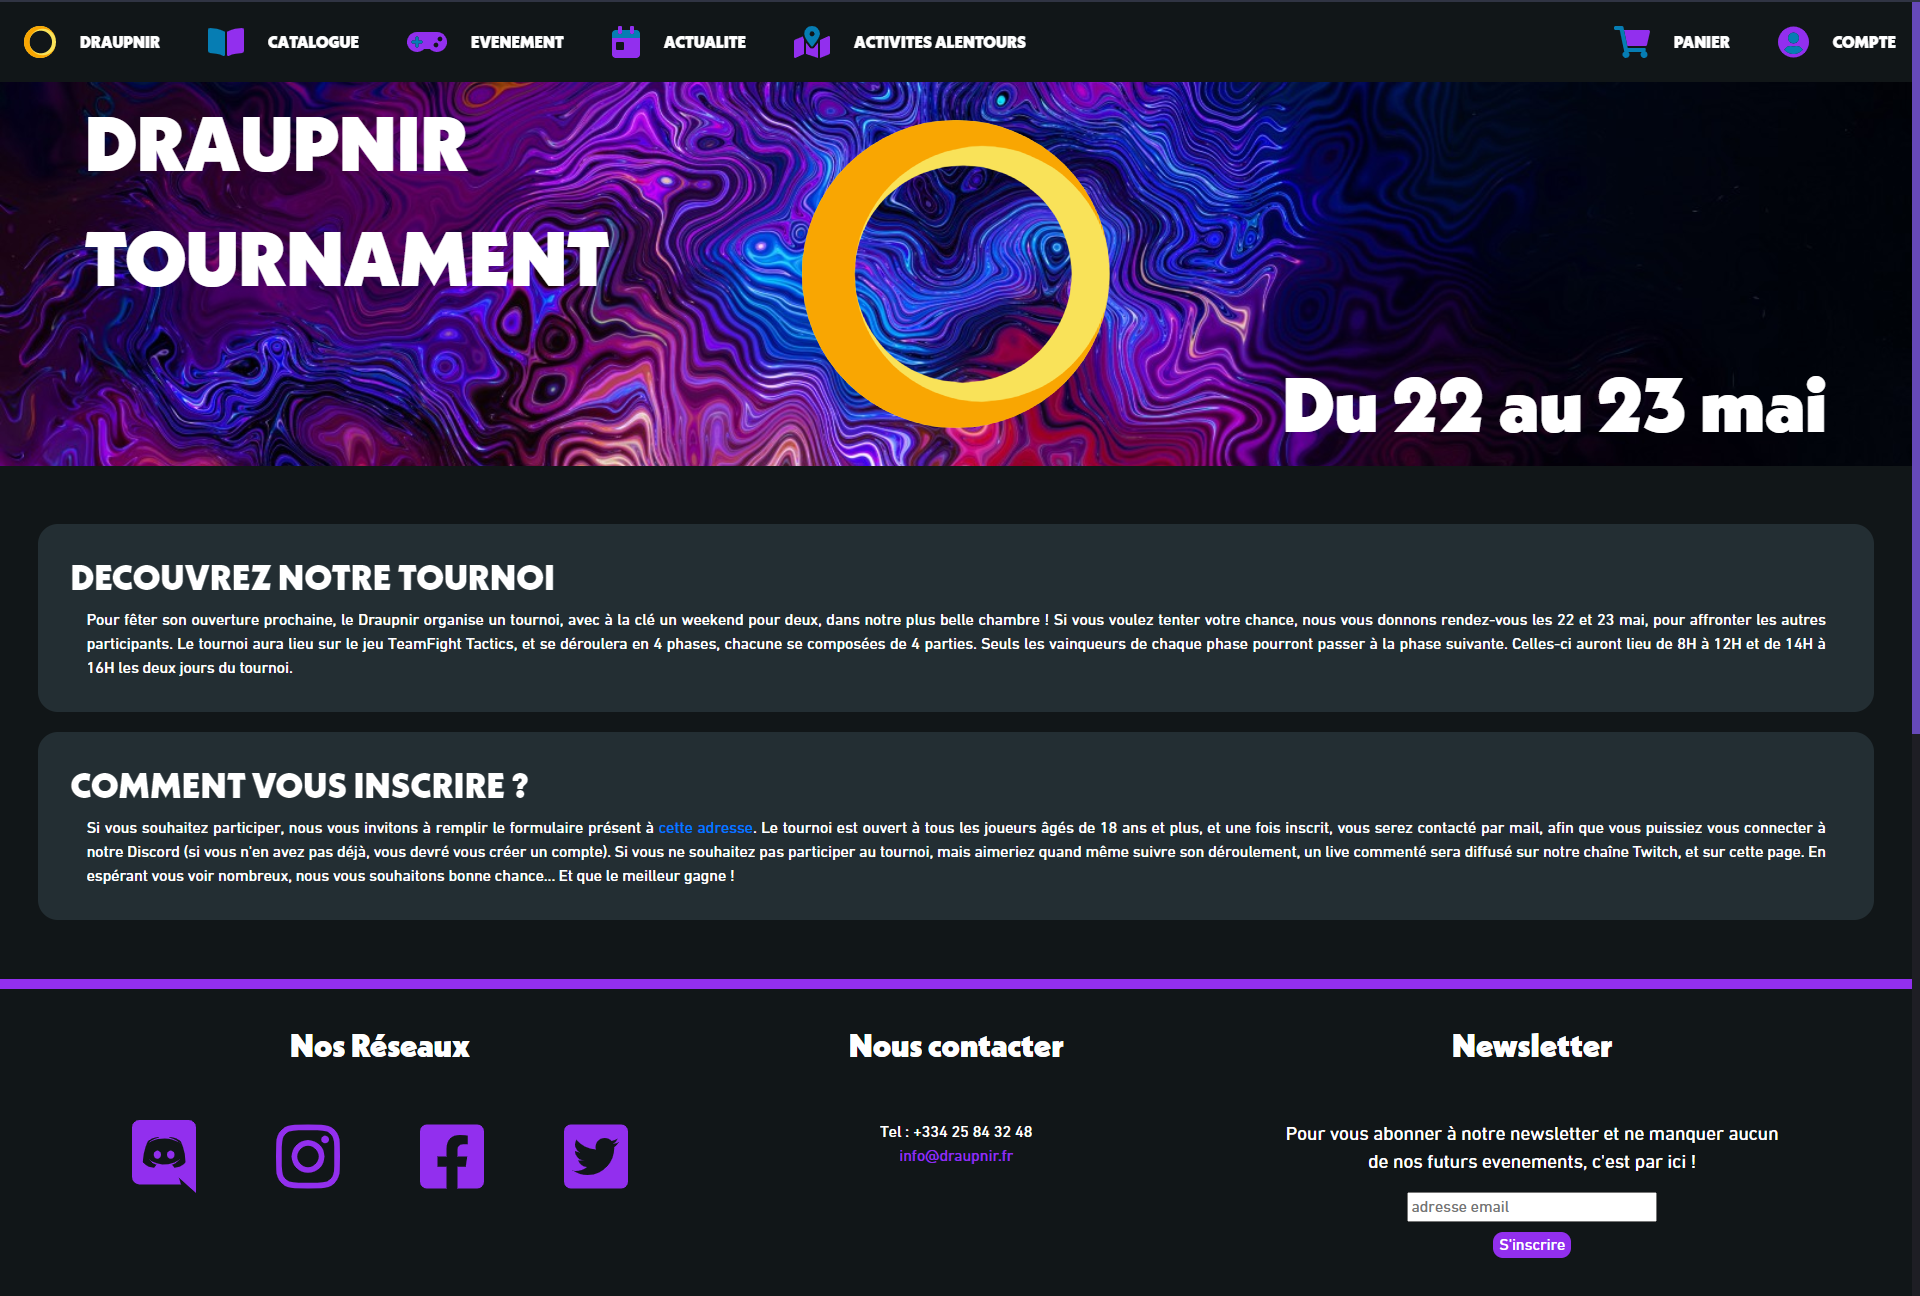 DRAUPNIR CATALOGUE EVENEMENT ACTUALITE ACTIVITES ALENTOURS PANIER COMPTE
DRAUPNIR
TOURNAMENT
Du 22 au 23 mai
DECOUVREZ NOTRE TOURNOI
Pour fêter son ouverture prochaine, le Draupnir organise un tournoi, avec à la clé un weekend pour deux, dans notre plus belle chambre ! Si vous voulez tenter votre chance, nous vous donnons rendez-vous les 22 et 23 mai, pour affronter les autres
participants. Le tournoi aura lieu sur le jeu TeamFight Tactics, et se déroulera en 4 phases, chacune se composées de 4 parties. Seuls les vainqueurs de chaque phase pourront passer à la phase suivante. Celles-ci auront lieu de 8H à 12H et de 14H à
16H les deux jours du tournoi.
COMMENT VOUS INSCRIRE ?
Si vous souhaitez participer, nous vous invitons à remplir le formulaire présent à cette adresse. Le tournoi est ouvert à tous les joueurs âgés de 18 ans et plus, et une fois inscrit, vous serez contacté par mail, afin que vous puissiez vous connecter à
notre Discord (si vous n'en avez pas déjà, vous devré vous créer un compte). Si vous ne souhaitez pas participer au tournoi, mais aimeriez quand même suivre son déroulement, un live commenté sera diffusé sur notre chaîne Twitch, et sur cette page. En
espérant vous voir nombreux, nous vous souhaitons bonne chance... Et que le meilleur gagne !
Nos Réseaux
Nous contacter
Tel : +334 25 84 32 48
info@draupnir.fr
Newsletter
Pour vous abonner à notre newsletter et ne manquer aucun
de nos futurs evenements, c'est par ici !
adresse email
S'inscrire